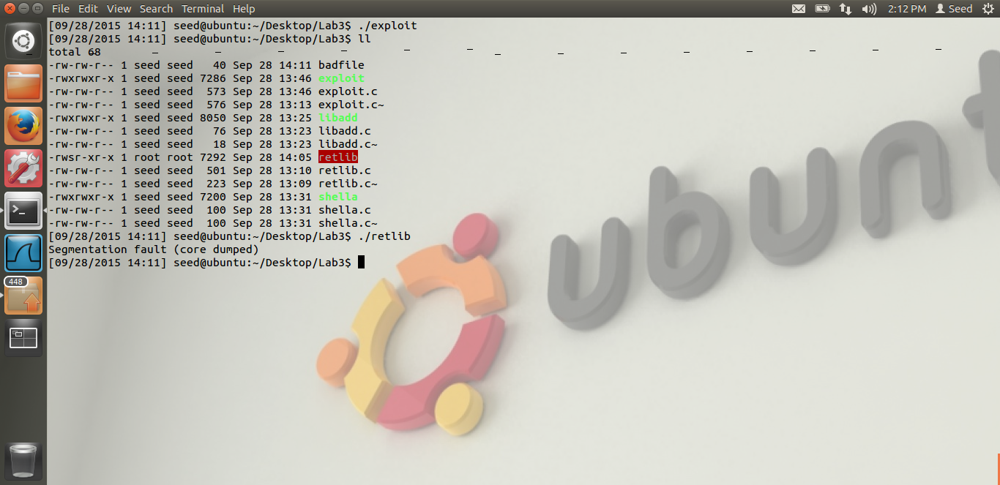 File Edit View Search Terminal Help 2:12 PM Seed
[09/28/2015 14:11] seed@ubuntu:~/Desktop/Lab3$ ./exploit
[09/28/2015 14:11] seed@ubuntu:~/Desktop/Lab3$ ll
total 68
-rw-rw-r-- 1 seed seed   40 Sep 28 14:11 badfile
-rwxrwxr-x 1 seed seed 7286 Sep 28 13:46 exploit
-rw-rw-r-- 1 seed seed  573 Sep 28 13:46 exploit.c
-rw-rw-r-- 1 seed seed  576 Sep 28 13:13 exploit.c~
-rwxrwxr-x 1 seed seed 8050 Sep 28 13:25 libadd
-rw-rw-r-- 1 seed seed   76 Sep 28 13:23 libadd.c
-rw-rw-r-- 1 seed seed   18 Sep 28 13:23 libadd.c~
-rwsr-xr-x 1 root root 7292 Sep 28 14:05 retlib
-rw-rw-r-- 1 seed seed  501 Sep 28 13:10 retlib.c
-rw-rw-r-- 1 seed seed  223 Sep 28 13:09 retlib.c~
-rwxrwxr-x 1 seed seed 7200 Sep 28 13:31 shella
-rw-rw-r-- 1 seed seed  100 Sep 28 13:31 shella.c
-rw-rw-r-- 1 seed seed  100 Sep 28 13:31 shella.c~
[09/28/2015 14:11] seed@ubuntu:~/Desktop/Lab3$ ./retlib
Segmentation fault (core dumped)
[09/28/2015 14:11] seed@ubuntu:~/Desktop/Lab3$
448
ubunt